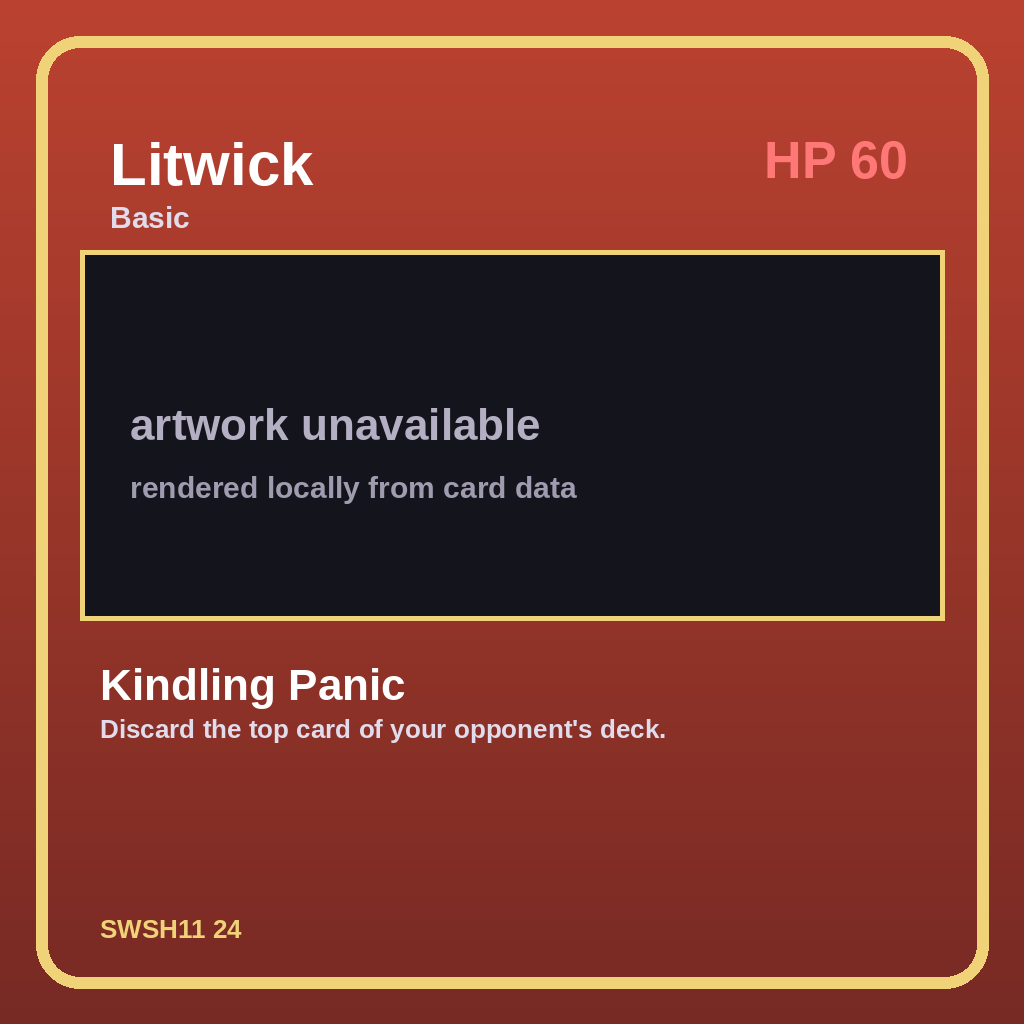 Litwick
HP 60
Basic
artwork unavailable
rendered locally from card data
Kindling Panic
Discard the top card of your opponent's deck.
SWSH11 24